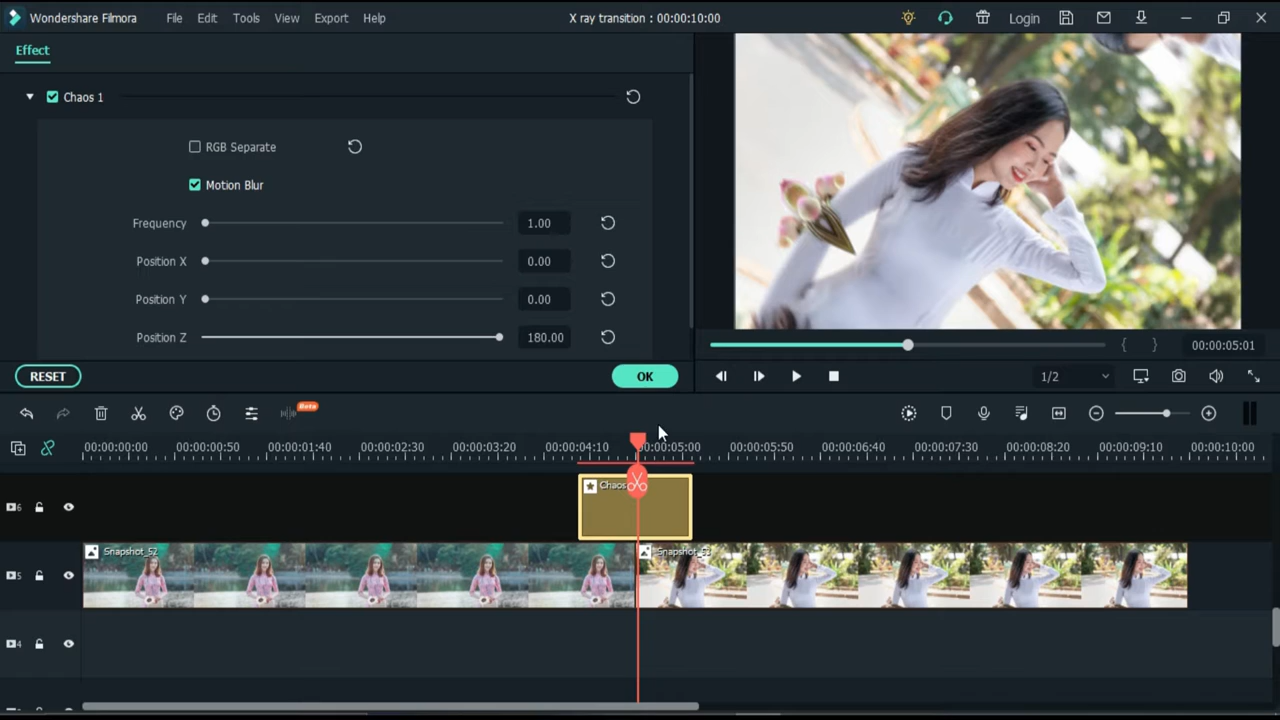 Wondershare Filmora File Edit Tools View Export Help X ray transition : 00:00:10:00 Login
Effect
Chaos 1
RGB Separate
Motion Blur
Frequency 1.00
Position X 0.00
Position Y 0.00
Position Z 180.00
00:00:05:01
RESET OK 1/2
Beta
00:00:00:00 00:00:00:50 00:00:01:40 00:00:02:30 00:00:03:20 00:00:04:10 00:00:05:00 00:00:05:50 00:00:06:40 00:00:07:30 00:00:08:20 00:00:09:10 00:00:10:00
6 Chaos
Snapshot_52 Snapshot_
5
4